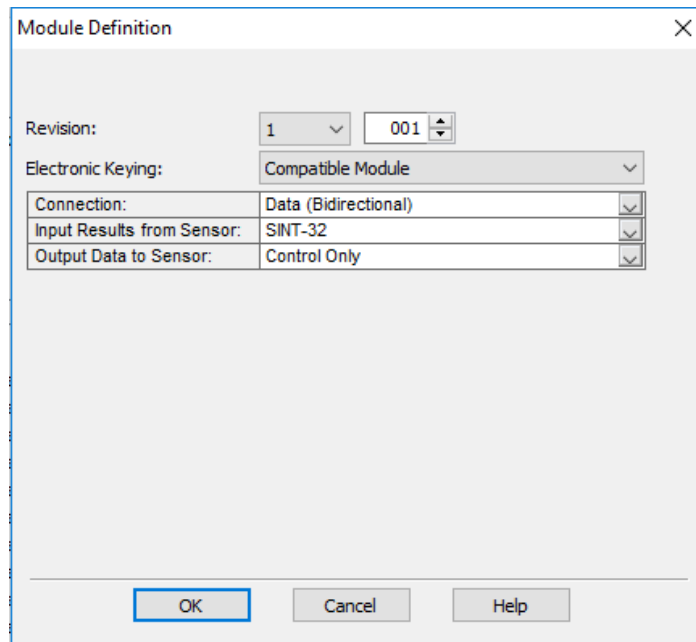 Module Definition
Revision: 1 001
Electronic Keying: Compatible Module
Connection: Data (Bidirectional)
Input Results from Sensor: SINT-32
Output Data to Sensor: Control Only
OK Cancel Help